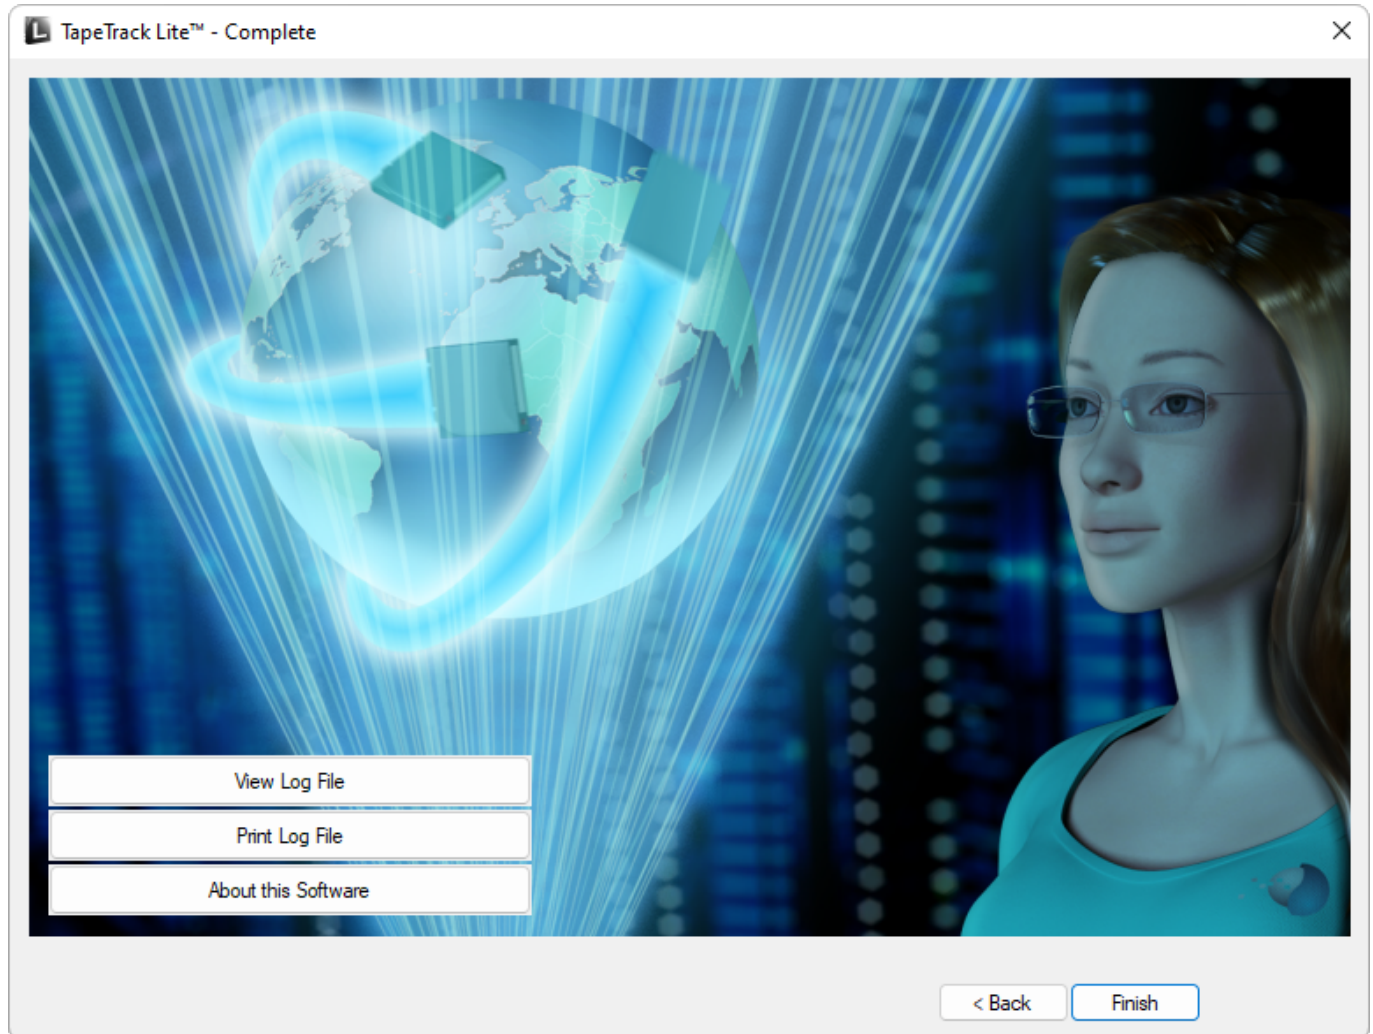 TapeTrack Lite™ - Complete
View Log File
Print Log File
About this Software
< Back
Finish